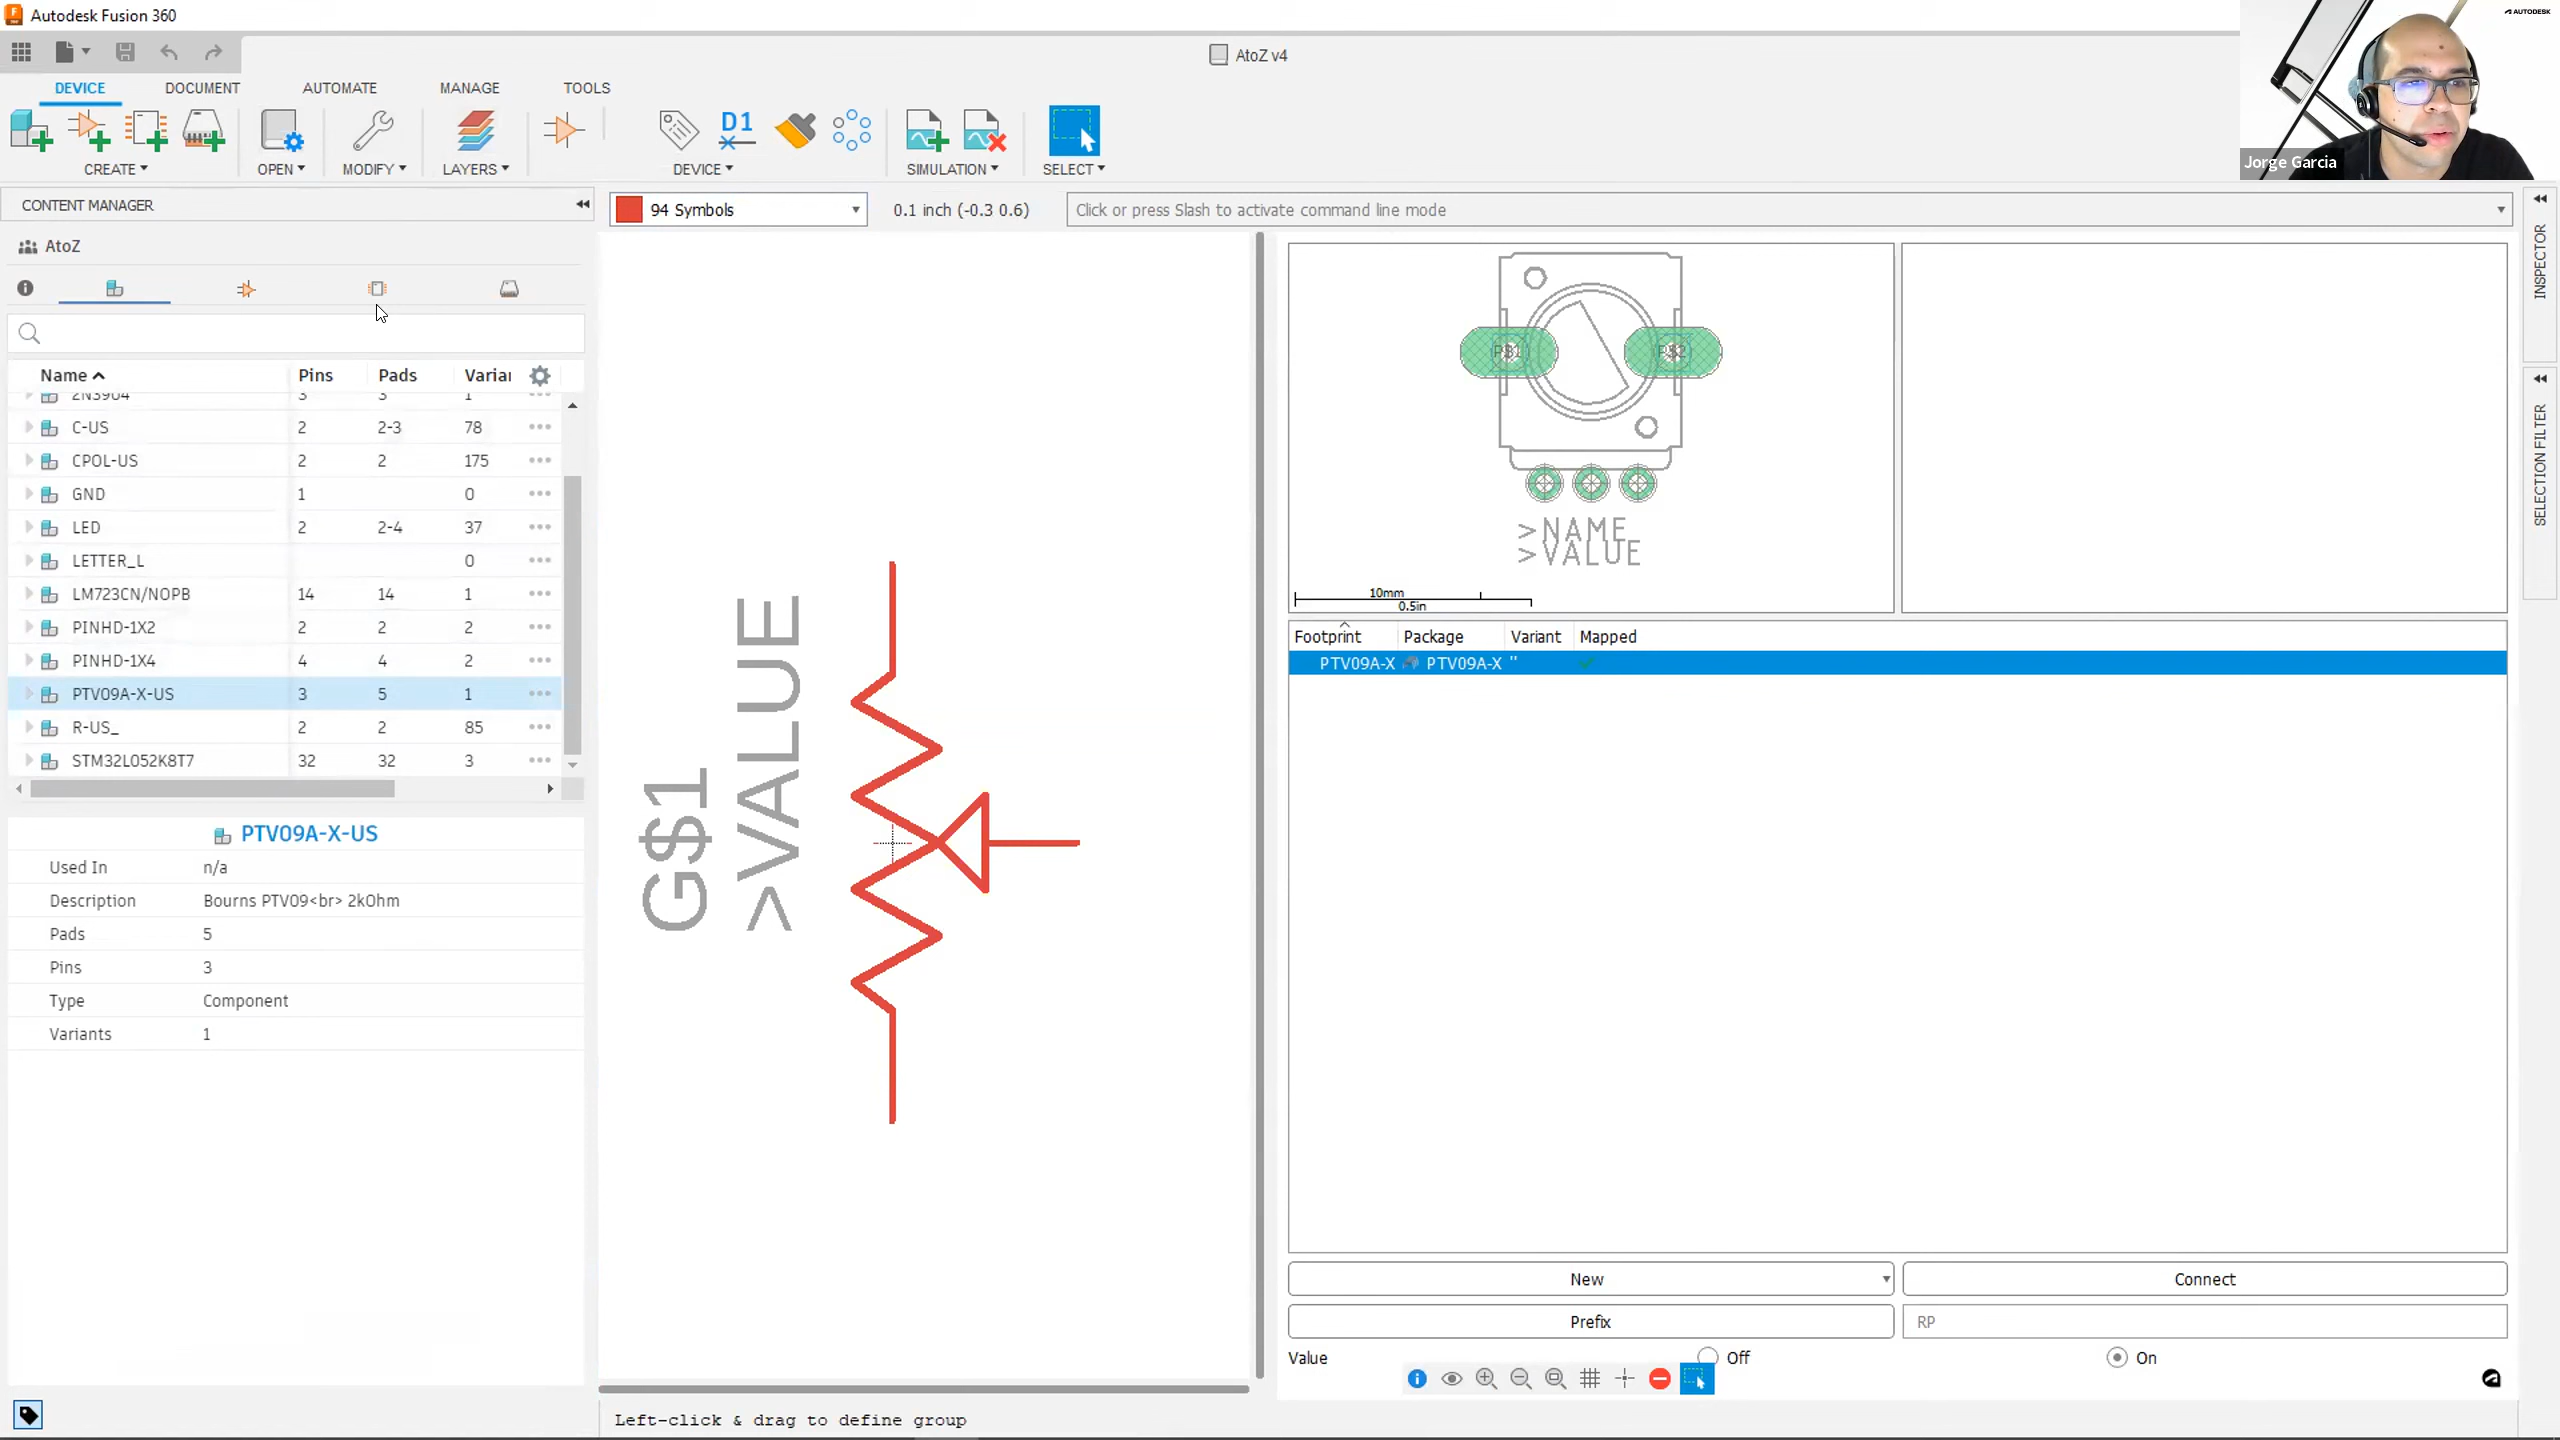 Autodesk Fusion 360
AUTODESK
AtoZ v4
DEVICE
DOCUMENT
AUTOMATE
MANAGE
TOOLS
D1
CREATE
OPEN
MODIFY
LAYERS
DEVICE
SIMULATION
SELECT
Jorge Garcia
CONTENT MANAGER
94 Symbols
0.1 inch (-0.3 0.6)
Click or press Slash to activate command line mode
AtoZ
Name Pins Pads Variar
2N3904 3 3 1
C-US 2 2-3 78
CPOL-US 2 2 175
GND 1 0
LED 2 2-4 37
LETTER_L 0
LM723CN/NOPB 14 14 1
PINHD-1X2 2 2 2
PINHD-1X4 4 4 2
PTV09A-X-US 3 5 1
R-US_ 2 2 85
STM32L052K8T7 32 32 3
PTV09A-X-US
Used In n/a
Description Bourns PTV09<br> 2kOhm
Pads 5
Pins 3
Type Component
Variants 1
G$1
>VALUE
>NAME
>VALUE
10mm
0.5in
Footprint Package Variant Mapped
PTV09A-X PTV09A-X ''
New
Connect
Prefix
RP
Value
Off
On
Left-click & drag to define group
INSPECTOR
SELECTION FILTER